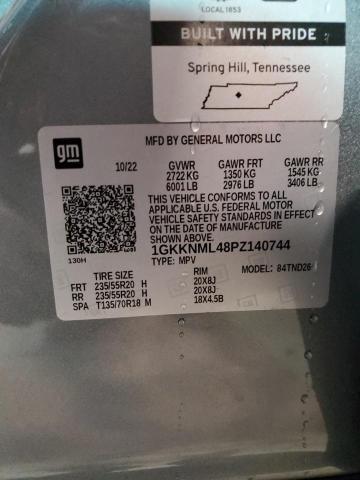 LOCAL 1853
BUILT WITH PRIDE
Spring Hill, Tennessee
gm
MFD BY GENERAL MOTORS LLC
10/22 GVWR GAWR FRT GAWR RR
2722 KG 1350 KG 1545 KG
6001 LB 2976 LB 3406 LB
THIS VEHICLE CONFORMS TO ALL
APPLICABLE U.S. FEDERAL MOTOR
VEHICLE SAFETY STANDARDS IN EFFECT
ON THE DATE OF MANUFACTURE
SHOWN ABOVE.
1GKKNML48PZ140744
130H TYPE: MPV MODEL: 84TND26
TIRE SIZE RIM
FRT 235/55R20 H 20X8J
RR 235/55R20 H 20X8J
SPA T135/70R18 M 18X4.5B